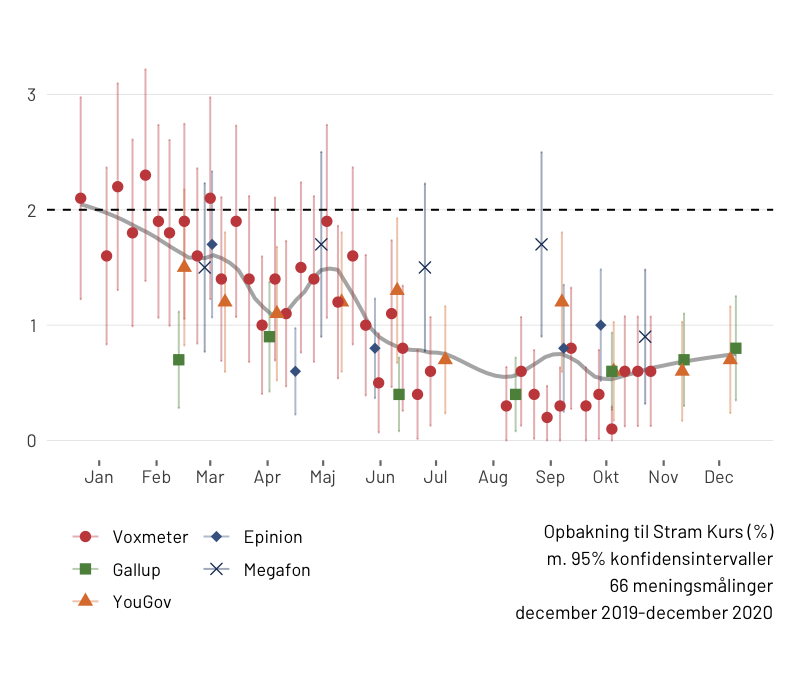 3
2
1
0
Jan Feb Mar Apr Maj Jun Jul Aug Sep Okt Nov Dec
Voxmeter Epinion
Gallup Megafon
YouGov
Opbakning til Stram Kurs (%)
m. 95% konfidensintervaller
66 meningsmålinger
december 2019-december 2020